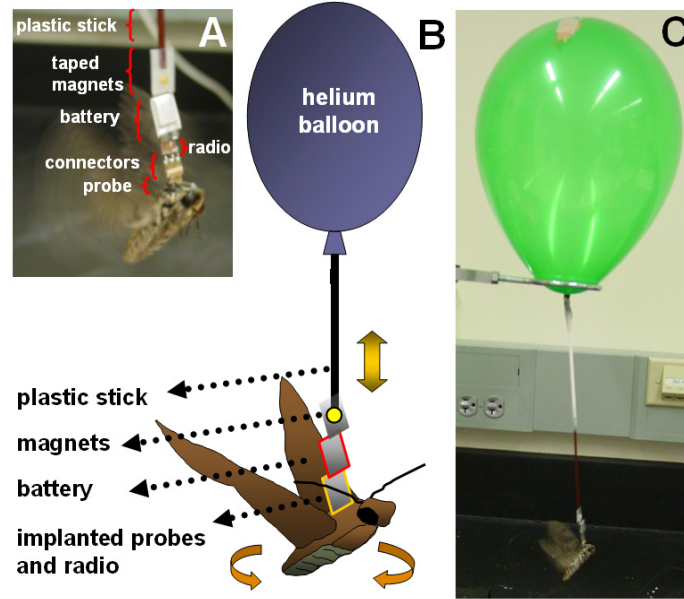 A
plastic stick
taped
magnets
battery
radio
connectors
probe
B
helium
balloon
plastic stick
magnets
battery
implanted probes
and radio
C